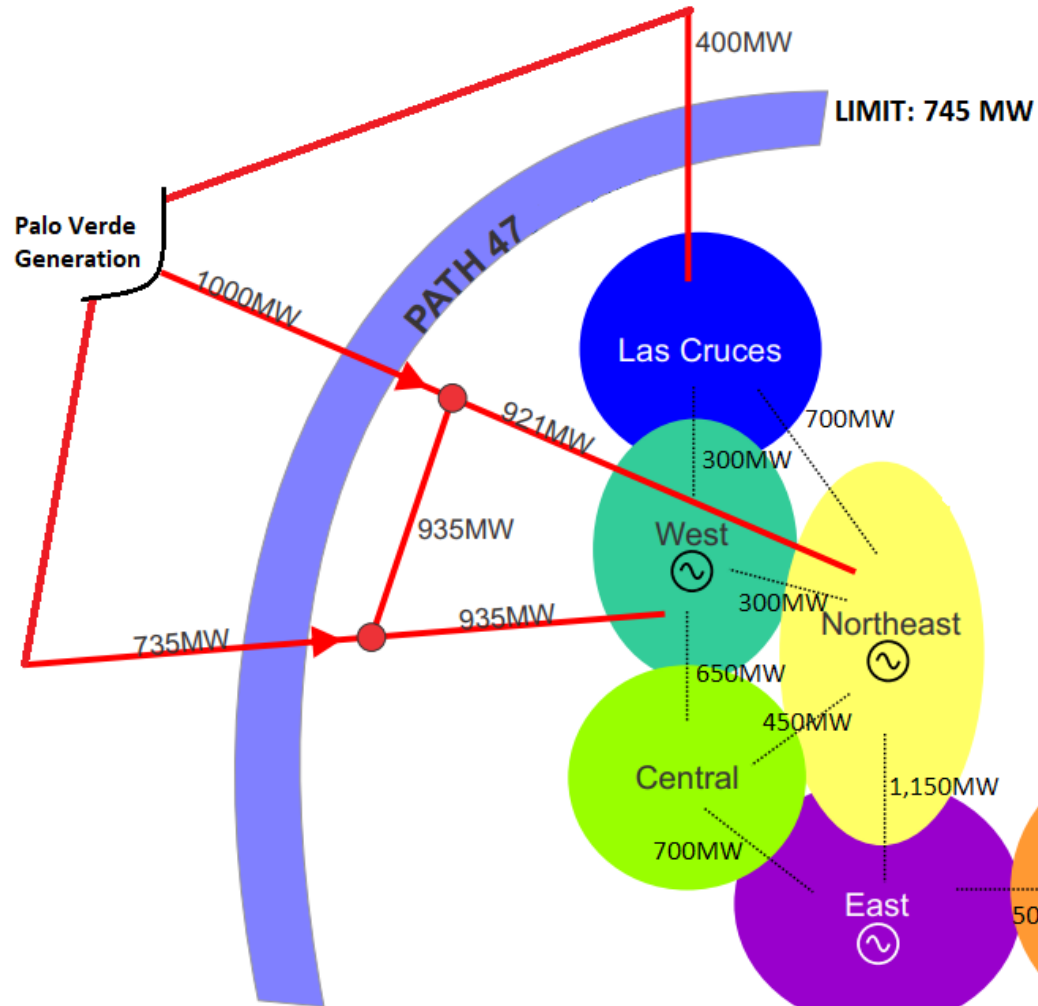 400MW
LIMIT: 745 MW
Palo Verde
Generation
PATH 47
1000MW
Las Cruces
921MW
700MW
300MW
935MW
West
300MW
Northeast
735MW
935MW
650MW
450MW
Central
1,150MW
700MW
East
50